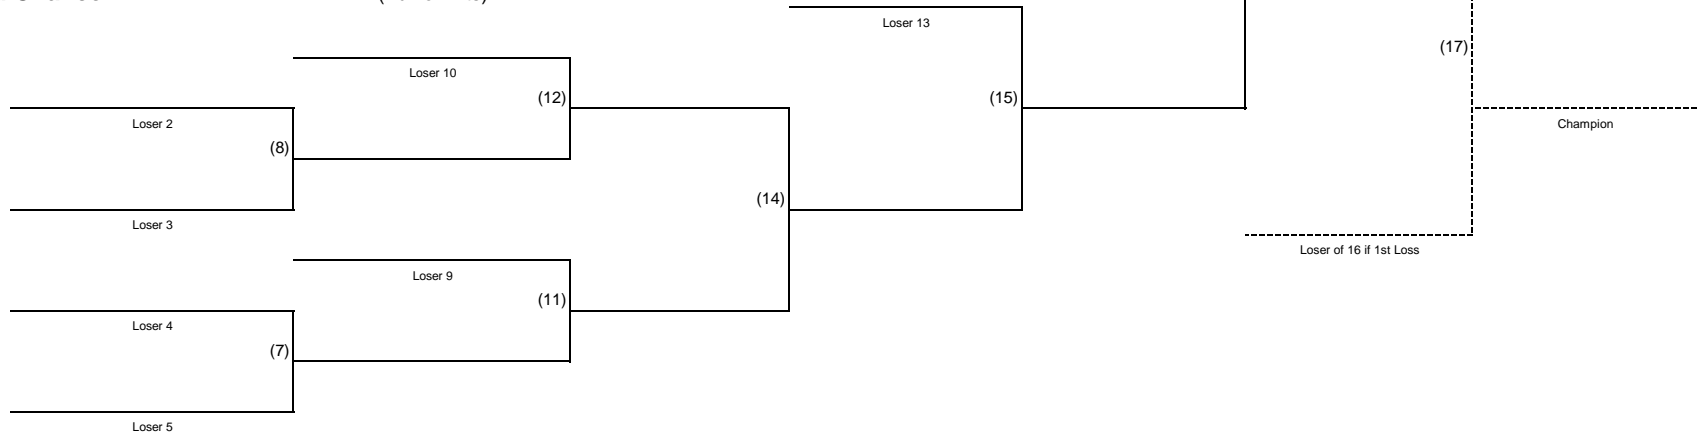 Loser 13
(17)
Loser 10
(12)
(15)
Loser 2
Champion
(8)
(14)
Loser 3
Loser of 16 if 1st Loss
Loser 9
(11)
Loser 4
(7)
Loser 5